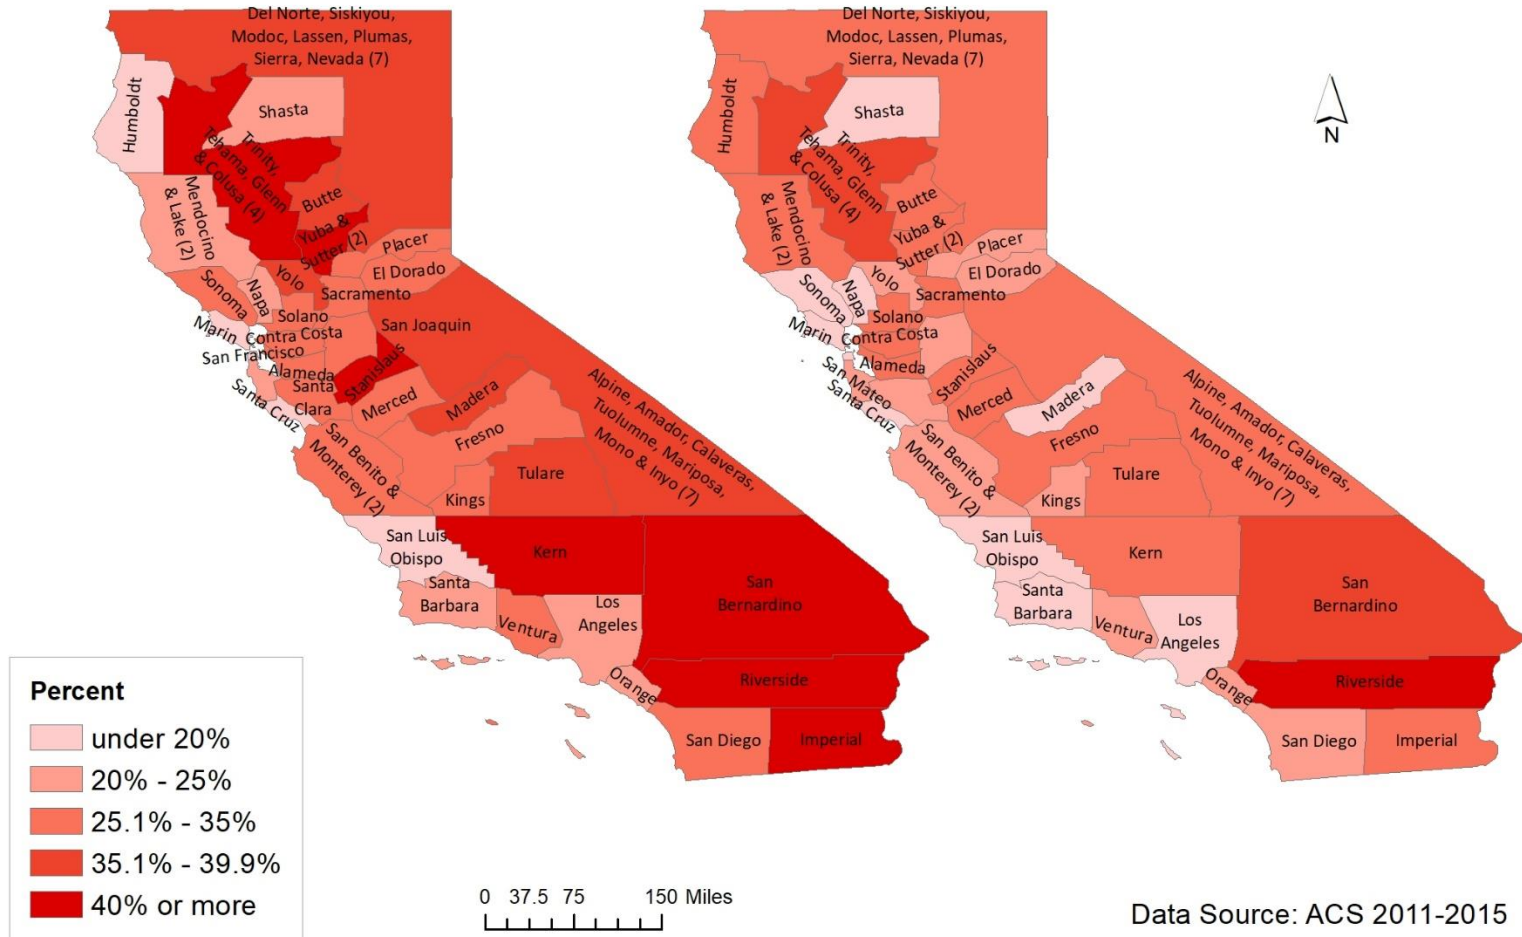 Del Norte, Siskiyou,
Modoc, Lassen, Plumas,
Sierra, Nevada (7)
Humboldt
Shasta
Trinity,
Tehama, Glenn
& Colusa (4)
Mendocino
& Lake (2)
Butte
Yuba &
Sutter (2)
Placer
El Dorado
Yolo
Napa
Sonoma
Sacramento
Solano
Marin
Contra Costa
San Joaquin
San Francisco
Alameda
Stanislaus
Santa
Clara
Santa Cruz
Merced
Madera
San Benito &
Monterey (2)
Fresno
Alpine, Amador, Calaveras,
Tuolumne, Mariposa,
Mono & Inyo (7)
Tulare
Kings
San Luis
Obispo
Kern
San
Bernardino
Santa
Barbara
Ventura
Los
Angeles
Orange
Riverside
San Diego
Imperial
Del Norte, Siskiyou,
Modoc, Lassen, Plumas,
Sierra, Nevada (7)
N
Humboldt
Shasta
Trinity,
Tehama, Glenn
& Colusa (4)
Mendocino
& Lake (2)
Butte
Yuba &
Sutter (2)
Placer
El Dorado
Yolo
Napa
Sonoma
Sacramento
Solano
Marin
Contra Costa
Alameda
San Mateo
Santa Cruz
Stanislaus
Merced
Madera
San Benito &
Monterey (2)
Fresno
Alpine, Amador, Calaveras,
Tuolumne, Mariposa,
Mono & Inyo (7)
Tulare
Kings
San Luis
Obispo
Kern
San
Bernardino
Santa
Barbara
Ventura
Los
Angeles
Orange
Riverside
San Diego
Imperial
Percent
under 20%
20% - 25%
25.1% - 35%
35.1% - 39.9%
40% or more
0 37.5 75 150 Miles
Data Source: ACS 2011-2015